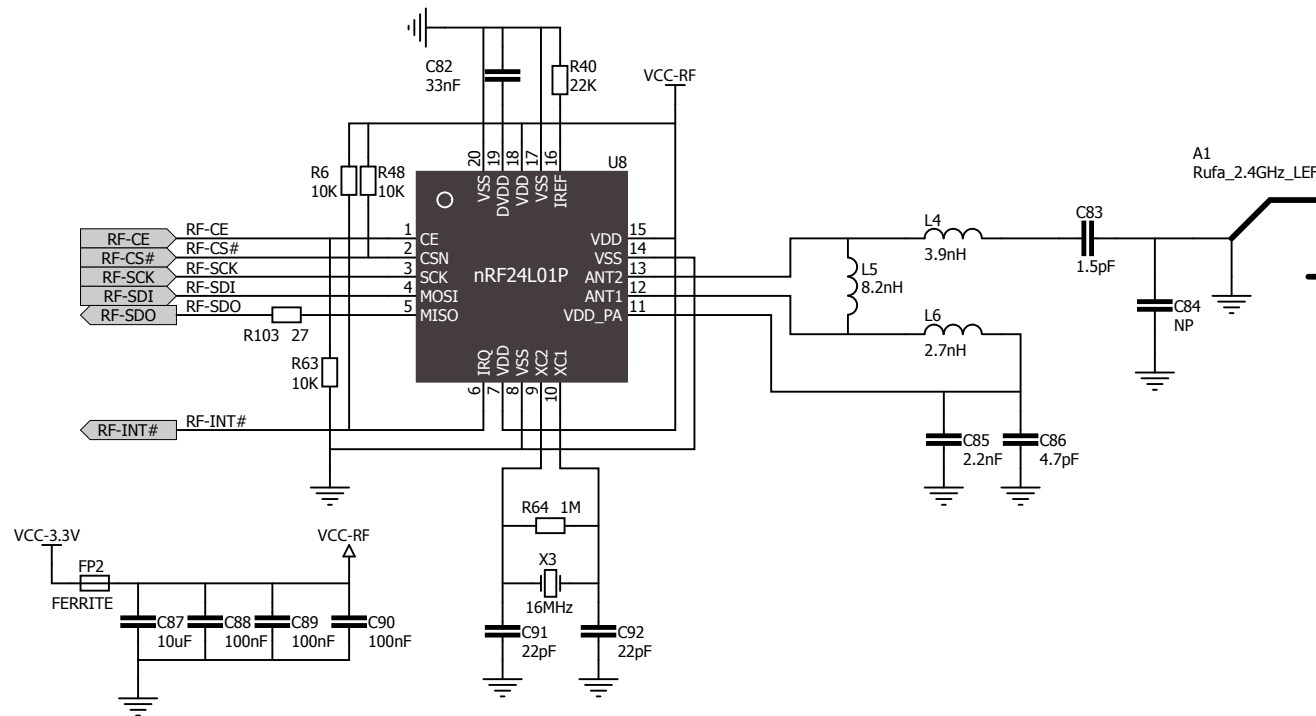 C82
33nF
R40
22K
VCC-RF
A1
Rufa_2.4GHz_LEF
R6
10K
R48
10K
U8
20
19
18
17
16
VSS
DVDD
VDD
VSS
IREF
RF-CE
RF-CE
1
CE
RF-CS#
RF-CS#
2
CSN
RF-SCK
RF-SCK
3
SCK
RF-SDI
RF-SDI
4
MOSI
RF-SDO
RF-SDO
5
MISO
nRF24L01P
VDD
15
VSS
14
ANT2
13
ANT1
12
VDD_PA
11
L4
3.9nH
C83
1.5pF
L5
8.2nH
C84
NP
L6
2.7nH
R103 27
R63
10K
IRQ
VDD
VSS
XC2
XC1
6
7
8
9
10
RF-INT#
RF-INT#
C85
2.2nF
C86
4.7pF
R64 1M
X3
16MHz
C91
22pF
C92
22pF
VCC-3.3V
VCC-RF
FP2
FERRITE
C87
10uF
C88
100nF
C89
100nF
C90
100nF